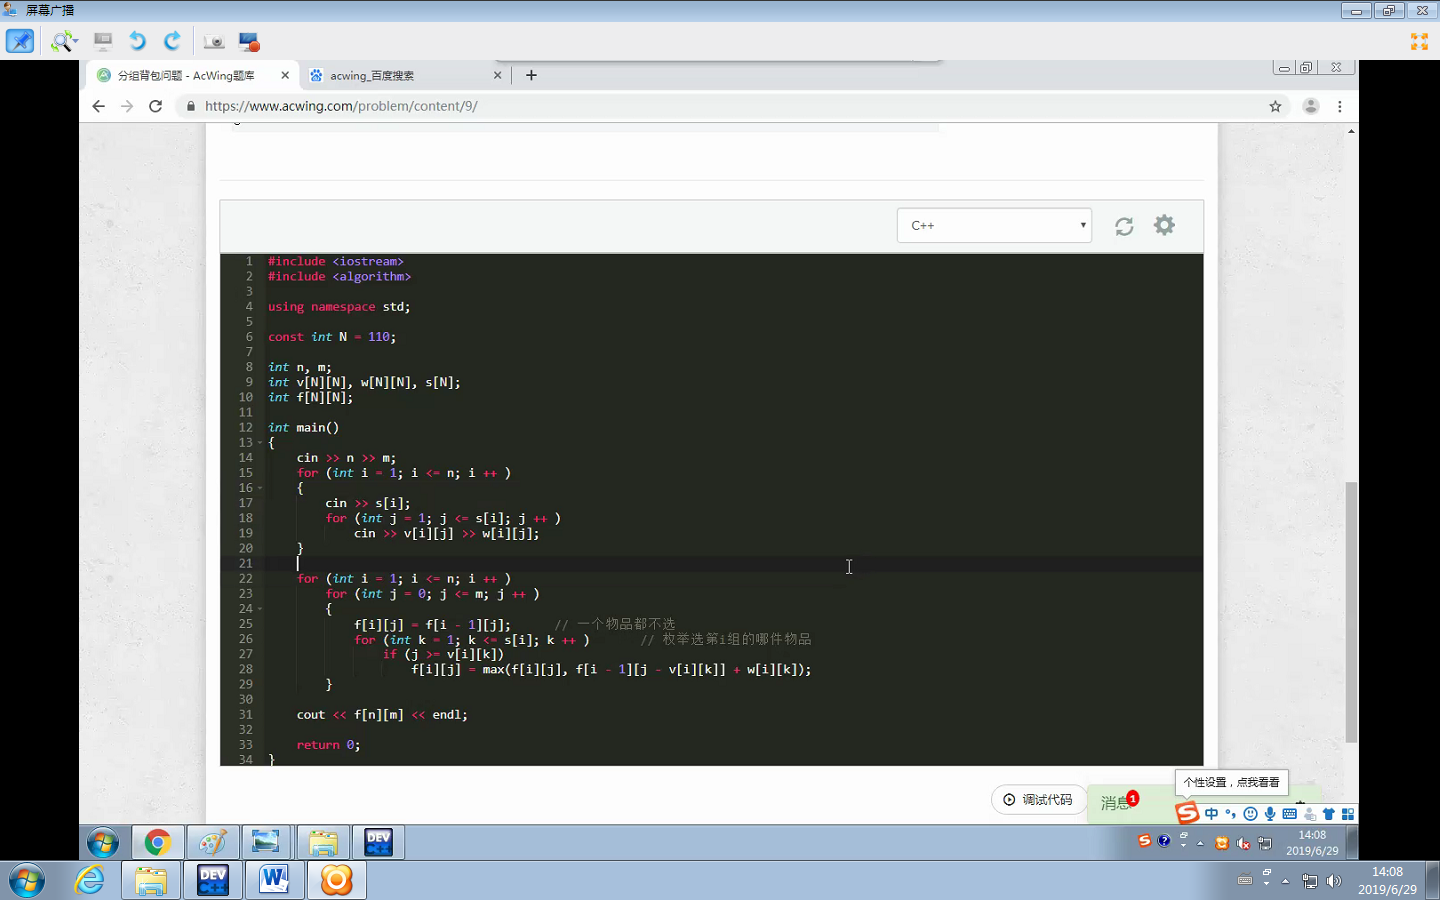 屏幕广播
分组背包问题 - AcWing题库
acwing_百度搜索
https://www.acwing.com/problem/content/9/
C++
1 #include <iostream>
2 #include <algorithm>
3
4 using namespace std;
5
6 const int N = 110;
7
8 int n, m;
9 int v[N][N], w[N][N], s[N];
10 int f[N][N];
11
12 int main()
13 {
14     cin >> n >> m;
15     for (int i = 1; i <= n; i ++ )
16     {
17         cin >> s[i];
18         for (int j = 1; j <= s[i]; j ++ )
19             cin >> v[i][j] >> w[i][j];
20     }
21
22     for (int i = 1; i <= n; i ++ )
23         for (int j = 0; j <= m; j ++ )
24         {
25             f[i][j] = f[i - 1][j];      // 一个物品都不选
26             for (int k = 1; k <= s[i]; k ++ )       // 枚举选第i组的哪件物品
27                 if (j >= v[i][k])
28                     f[i][j] = max(f[i][j], f[i - 1][j - v[i][k]] + w[i][k]);
29         }
30
31     cout << f[n][m] << endl;
32
33     return 0;
34 }
个性设置，点我看看
调试代码
消息
1
中
DEV
C++
14:08
2019/6/29
DEV
C++
14:08
2019/6/29